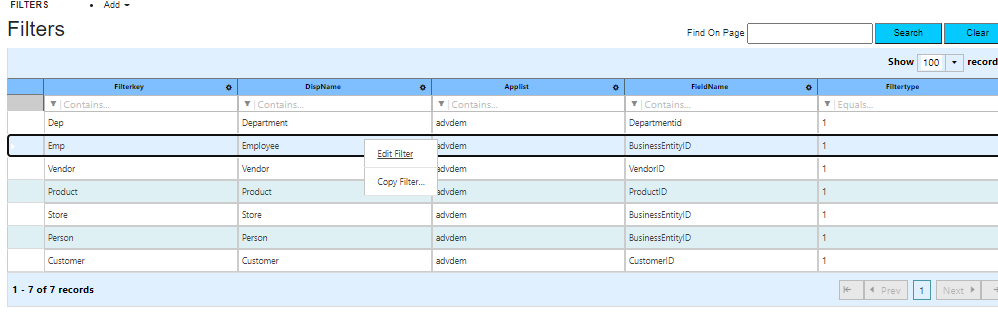 FILTERS • Add
Filters
Find On Page Search Clear
Show 100 record
Filterkey DispName Applist FieldName Filtertype
Contains... Contains... Contains... Contains... Equals...
Dep Department advdem Departmentid 1
Emp Employee advdem BusinessEntityID 1
Edit Filter
Vendor Vendor advdem VendorID 1
Copy Filter...
Product Product advdem ProductID 1
Store Store advdem BusinessEntityID 1
Person Person advdem BusinessEntityID 1
Customer Customer advdem CustomerID 1
1 - 7 of 7 records Prev 1 Next